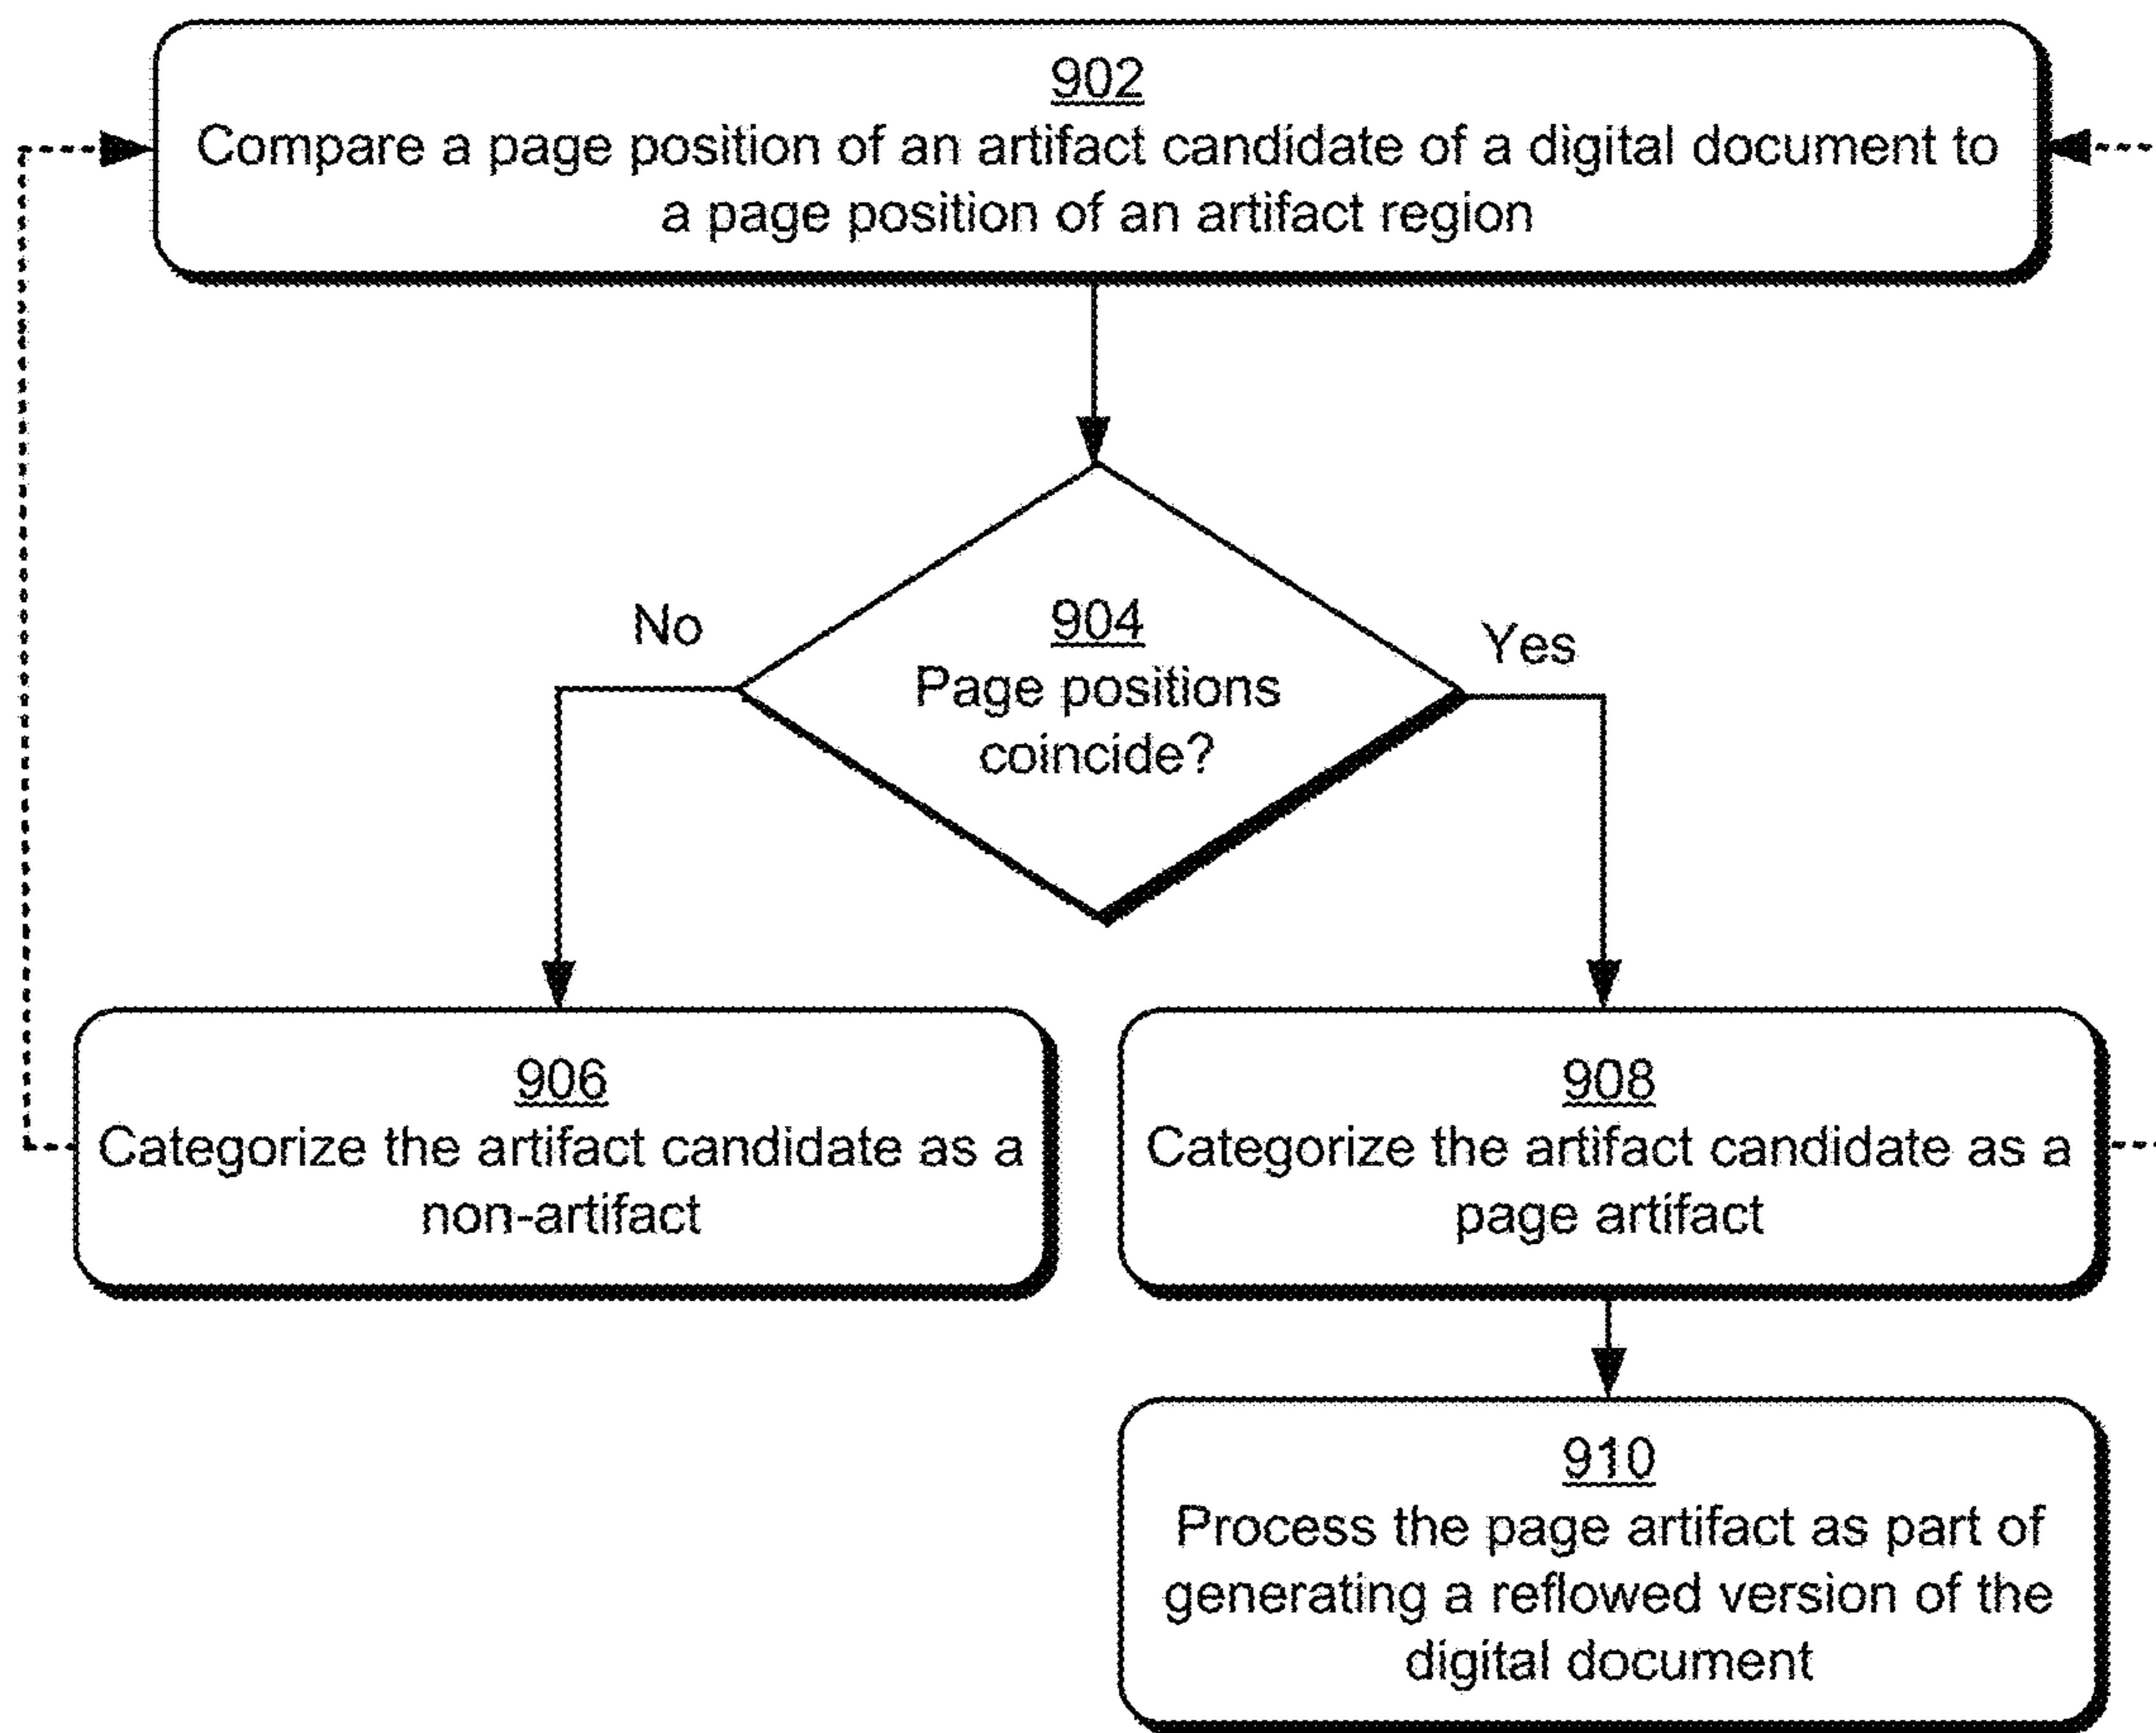 902
Compare a page position of an artifact candidate of a digital document to
a page position of an artifact region
No
904
Page positions
coincide?
Yes
906
Categorize the artifact candidate as a
non-artifact
908
Categorize the artifact candidate as a
page artifact
910
Process the page artifact as part of
generating a reflowed version of the
digital document